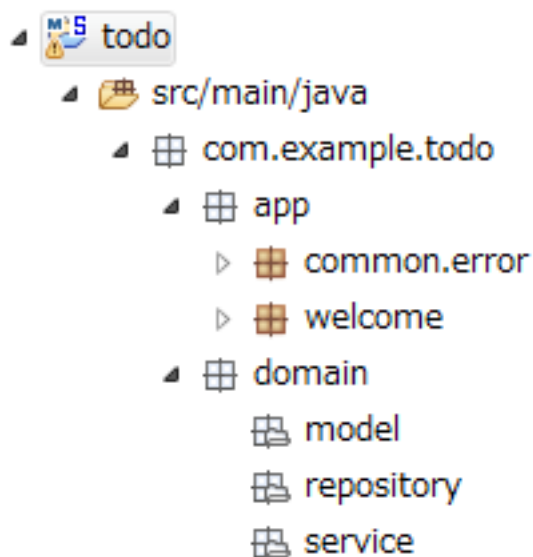 todo
src/main/java
com.example.todo
app
common.error
welcome
domain
model
repository
service